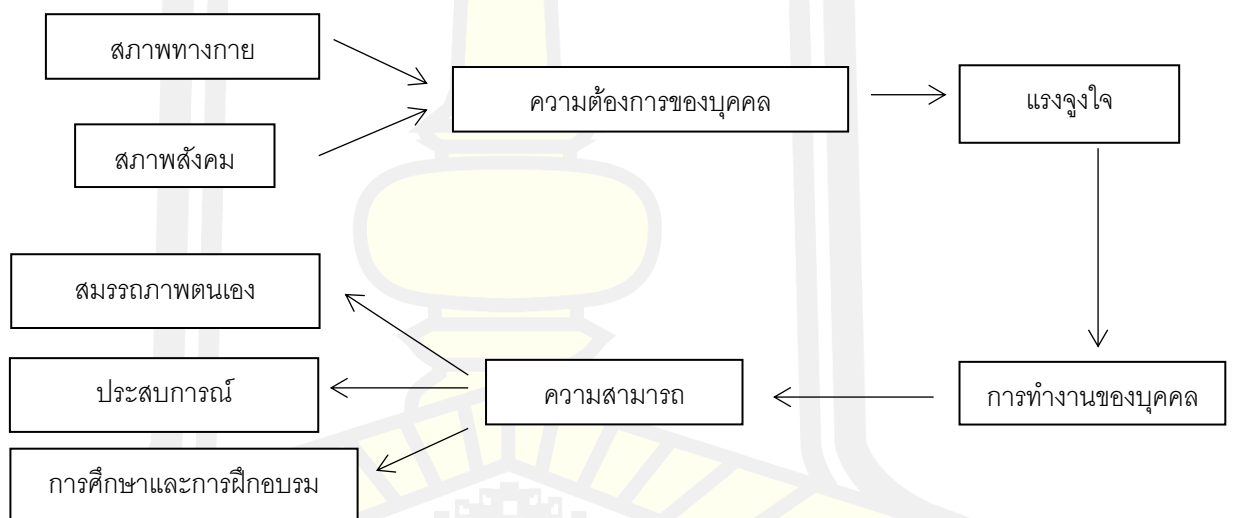 สภาพทางกาย
ความต้องการของบุคคล
แรงจูงใจ
สภาพสังคม
สมรรถภาพตนเอง
ประสบการณ์
ความสามารถ
การทำงานของบุคคล
การศึกษาและการฝึกอบรม